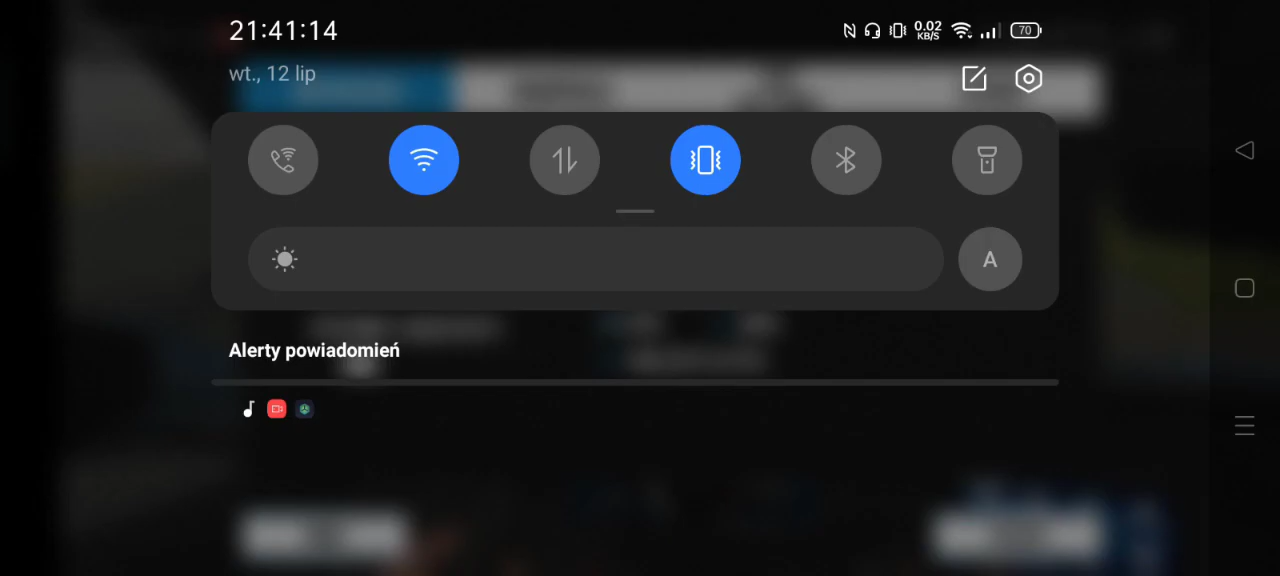 21:41:14
0.02
KB/S
70
wt., 12 lip
A
Alerty powiadomień